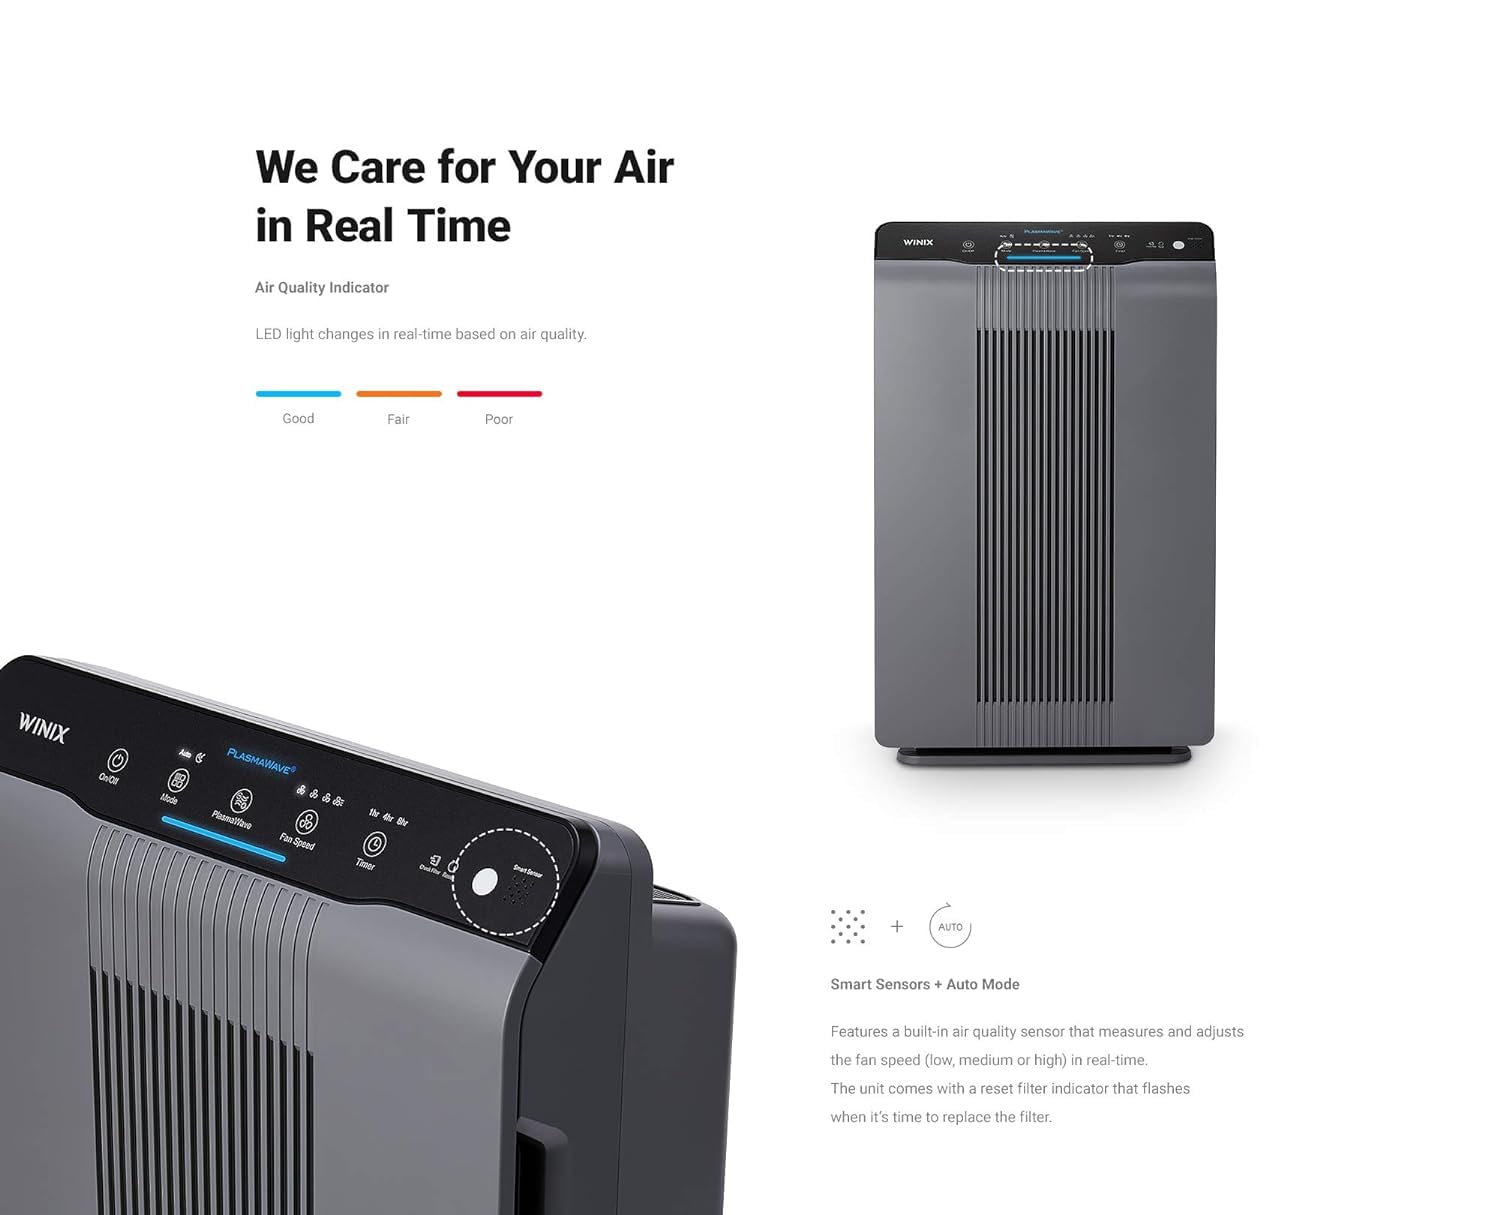 We Care for Your Air
in Real Time
Air Quality Indicator
LED light changes in real-time based on air quality.
Good
Fair
Poor
WINIX
PLASMAWAVE®
WINIX
On/Off
Auto
Mode
PLASMAWAVE®
PlasmaWave
Fan Speed
1hr 4hr 8hr
Timer
Check Filter
Smart Sensor
AUTO
Smart Sensors + Auto Mode
Features a built-in air quality sensor that measures and adjusts
the fan speed (low, medium or high) in real-time.
The unit comes with a reset filter indicator that flashes
when it's time to replace the filter.